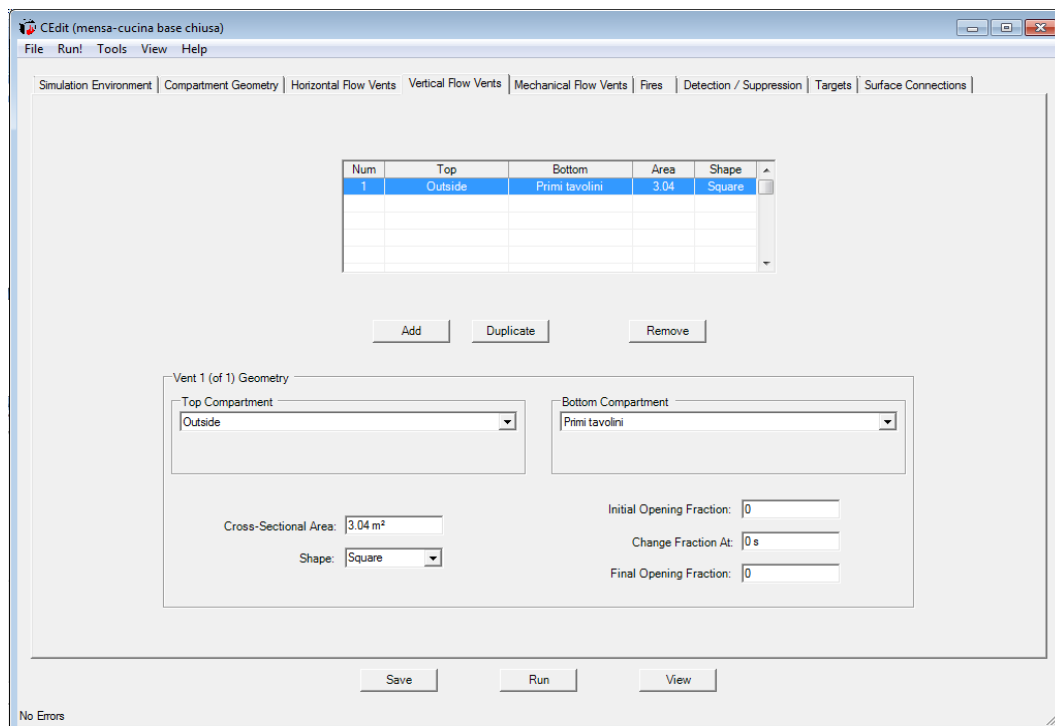 CEdit (mensa-cucina base chiusa)
File Run! Tools View Help
Simulation Environment Compartment Geometry Horizontal Flow Vents Vertical Flow Vents Mechanical Flow Vents Fires Detection / Suppression Targets Surface Connections
Num Top Bottom Area Shape
1 Outside Primi tavolini 3.04 Square
Add Duplicate Remove
Vent 1 (of 1) Geometry
Top Compartment Bottom Compartment
Outside Primi tavolini
Initial Opening Fraction: 0
Cross-Sectional Area: 3.04 m²
Change Fraction At: 0 s
Shape: Square
Final Opening Fraction: 0
Save Run View
No Errors